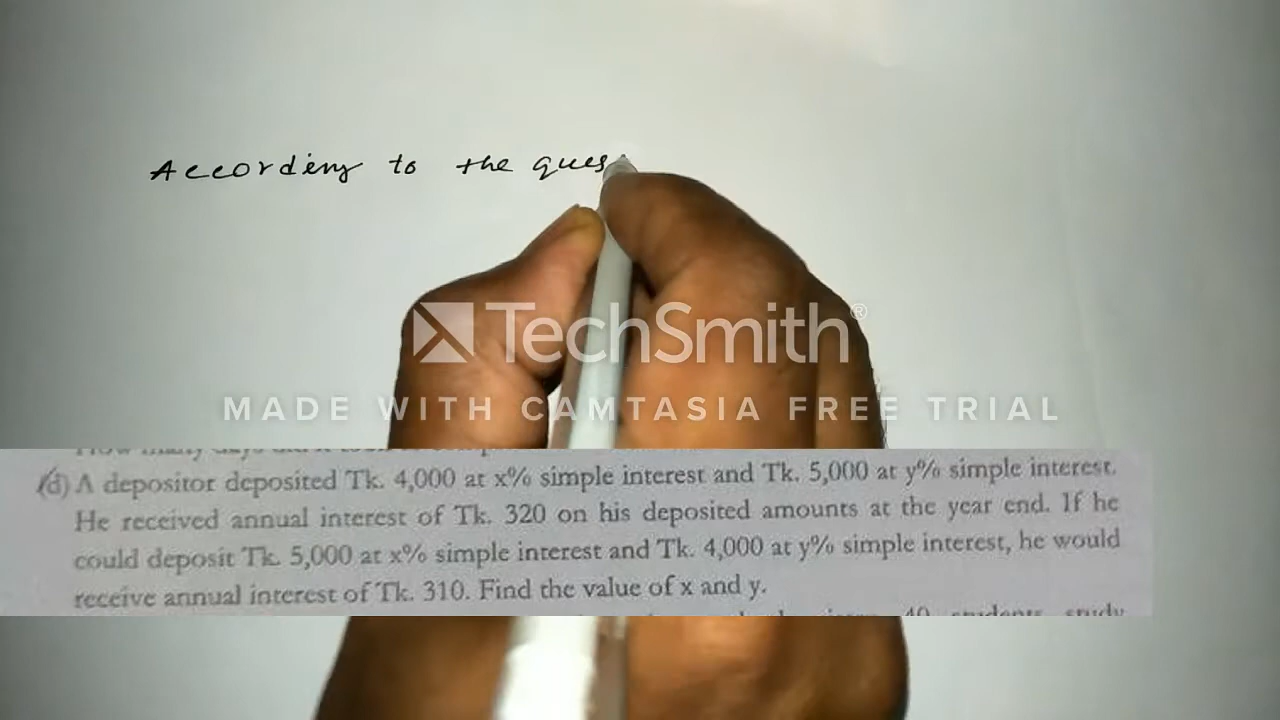 According to the ques
TechSmith®
MADE WITH CAMTASIA FREE TRIAL
(d) A depositor deposited Tk. 4,000 at x% simple interest and Tk. 5,000 at y% simple interest.
He received annual interest of Tk. 320 on his deposited amounts at the year end. If he
could deposit Tk. 5,000 at x% simple interest and Tk. 4,000 at y% simple interest, he would
receive annual interest of Tk. 310. Find the value of x and y.
40 students study